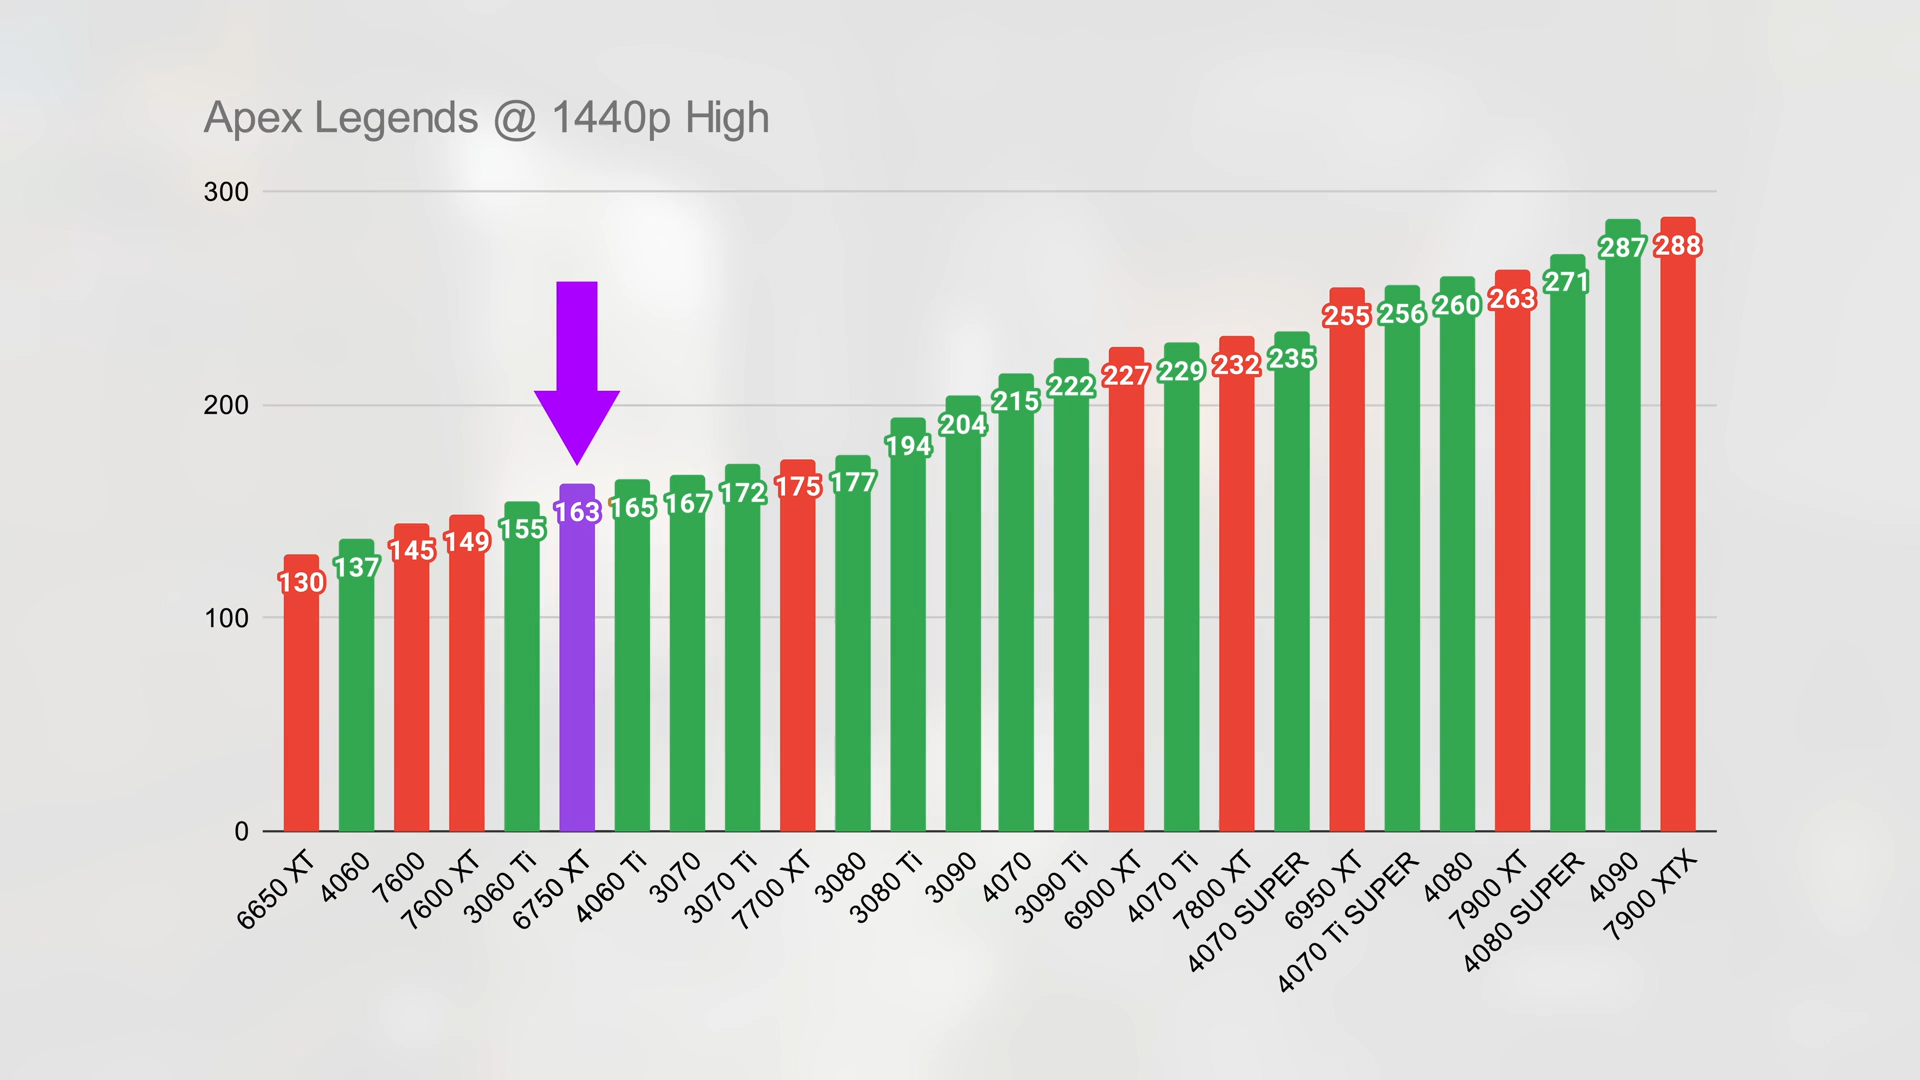 Apex Legends @ 1440p High
300
200
100
0
130
137
145
149
155
163
165
167
172
175
177
194
204
215
222
227
229
232
235
255
256
260
263
271
287
288
6650 XT
4060
7600
7600 XT
3060 Ti
6750 XT
4060 Ti
3070
3070 Ti
7700 XT
3080
3080 Ti
3090
4070
3090 Ti
6900 XT
4070 Ti
7800 XT
4070 SUPER
6950 XT
4070 Ti SUPER
4080
7900 XT
4080 SUPER
4090
7900 XTX